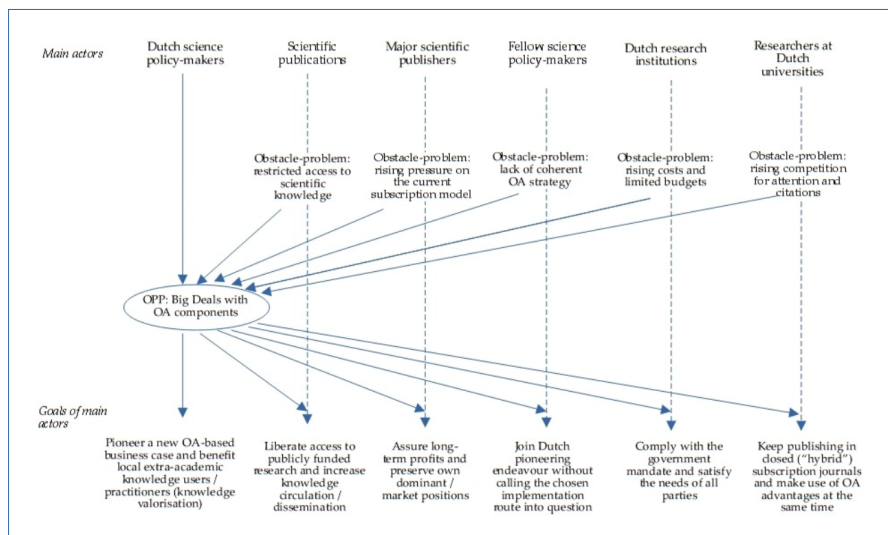 Main actors
Dutch science
policy-makers
Scientific
publications
Major scientific
publishers
Fellow science
policy-makers
Dutch research
institutions
Researchers at
Dutch
universities
Obstacle-problem:
restricted access to
scientific
knowledge
Obstacle-problem:
rising pressure on
the current
subscription model
Obstacle-problem:
lack of coherent
OA strategy
Obstacle-problem:
rising costs and
limited budgets
Obstacle-problem:
rising competition
for attention and
citations
OPP: Big Deals with
OA components
Goals of main
actors
Pioneer a new OA-based
business case and benefit
local extra-academic
knowledge users /
practitioners (knowledge
valorisation)
Liberate access to
publicly funded
research and increase
knowledge
circulation /
dissemination
Assure long-
term profits and
preserve own
dominant /
market positions
Join Dutch
pioneering
endeavour without
calling the chosen
implementation
route into question
Comply with the
government
mandate and satisfy
the needs of all
parties
Keep publishing in
closed (“hybrid”)
subscription journals
and make use of OA
advantages at the
same time